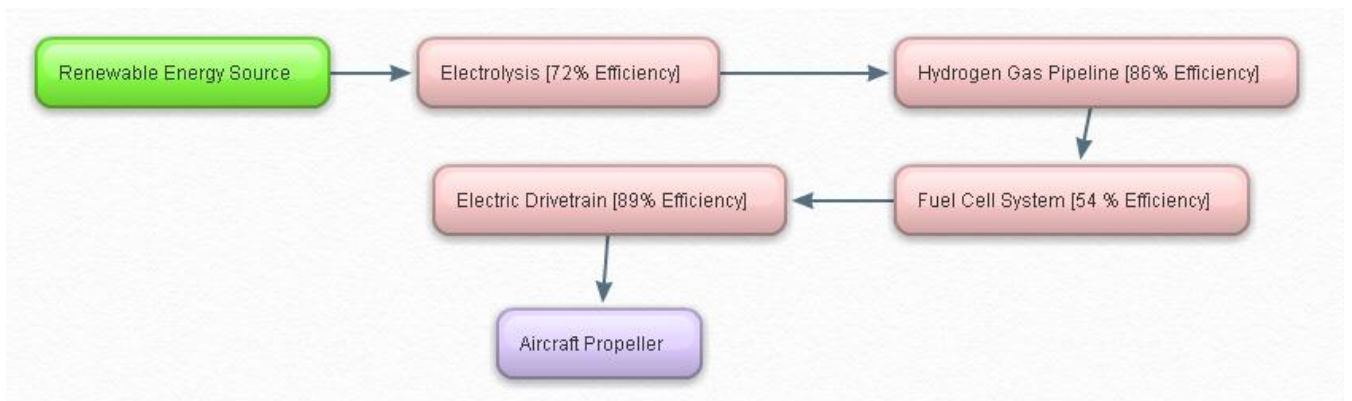 Renewable Energy Source
Electrolysis [72% Efficiency]
Hydrogen Gas Pipeline [86% Efficiency]
Fuel Cell System [54 % Efficiency]
Electric Drivetrain [89% Efficiency]
Aircraft Propeller